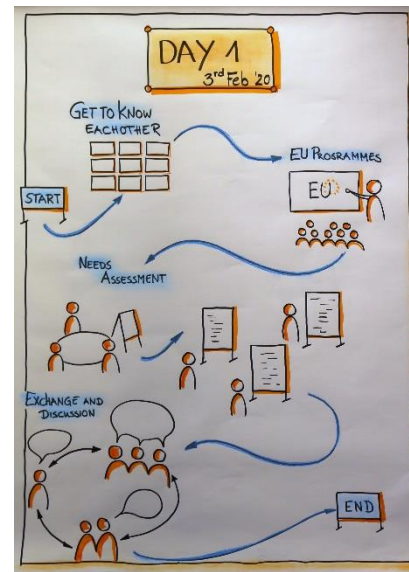 DAY 1
3rd Feb '20
GET TO KNOW
EACHOTHER
START
EU PROGRAMMES
EU
NEEDS
ASSESSMENT
EXCHANGE AND
DISCUSSION
END